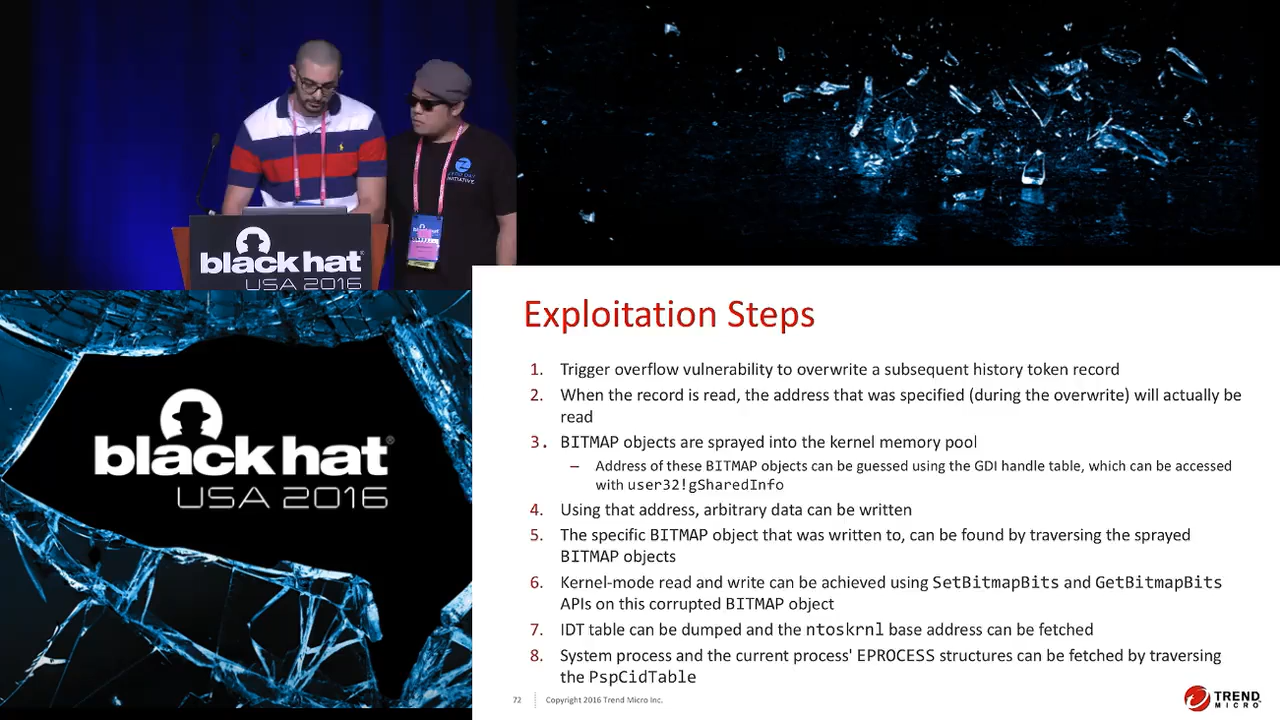 ZERO DAY
INITIATIVE
black hat
black hat®
USA 2016
black hat®
USA 2016
Exploitation Steps
1. Trigger overflow vulnerability to overwrite a subsequent history token record
2. When the record is read, the address that was specified (during the overwrite) will actually be
read
3. BITMAP objects are sprayed into the kernel memory pool
– Address of these BITMAP objects can be guessed using the GDI handle table, which can be accessed
with user32!gSharedInfo
4. Using that address, arbitrary data can be written
5. The specific BITMAP object that was written to, can be found by traversing the sprayed
BITMAP objects
6. Kernel-mode read and write can be achieved using SetBitmapBits and GetBitmapBits
APIs on this corrupted BITMAP object
7. IDT table can be dumped and the ntoskrnl base address can be fetched
8. System process and the current process' EPROCESS structures can be fetched by traversing
the PspCidTable
72
Copyright 2016 Trend Micro Inc.
TREND
MICRO